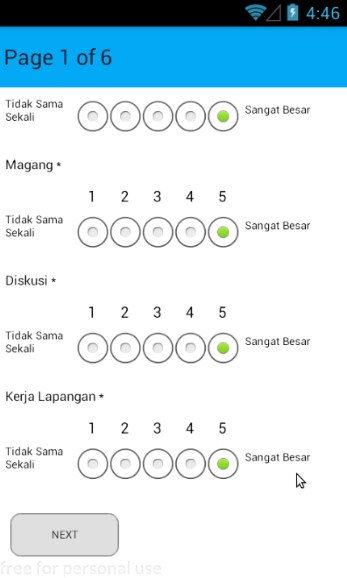 4:46
Page 1 of 6
Tidak Sama
Sekali
Sangat Besar
Magang *
1 2 3 4 5
Tidak Sama
Sekali
Sangat Besar
Diskusi *
1 2 3 4 5
Tidak Sama
Sekali
Sangat Besar
Kerja Lapangan *
1 2 3 4 5
Tidak Sama
Sekali
Sangat Besar
NEXT
free for personal use